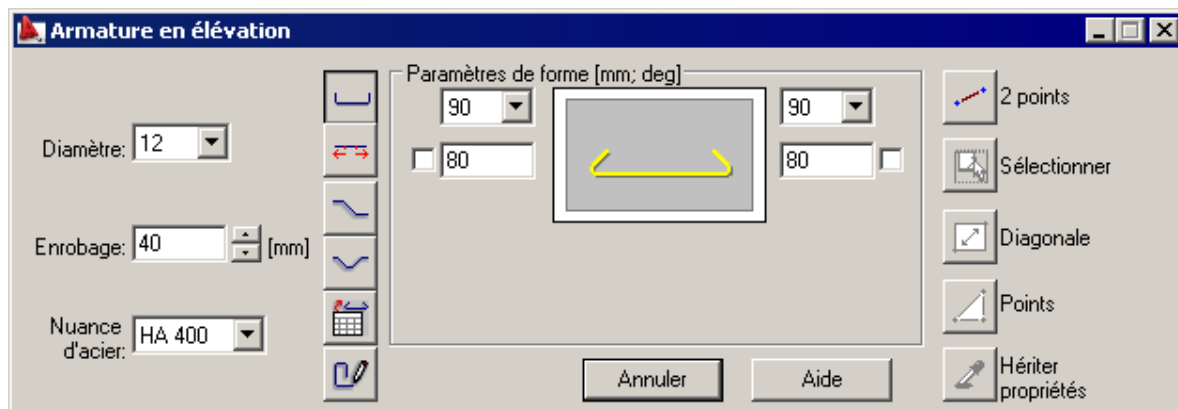 Armature en élévation
Paramètres de forme [mm; deg]
90
90
2 points
Diamètre: 12
80
80
Sélectionner
Enrobage: 40 [mm]
Diagonale
Points
Nuance
d'acier: HA 400
Annuler
Aide
Hériter
propriétés